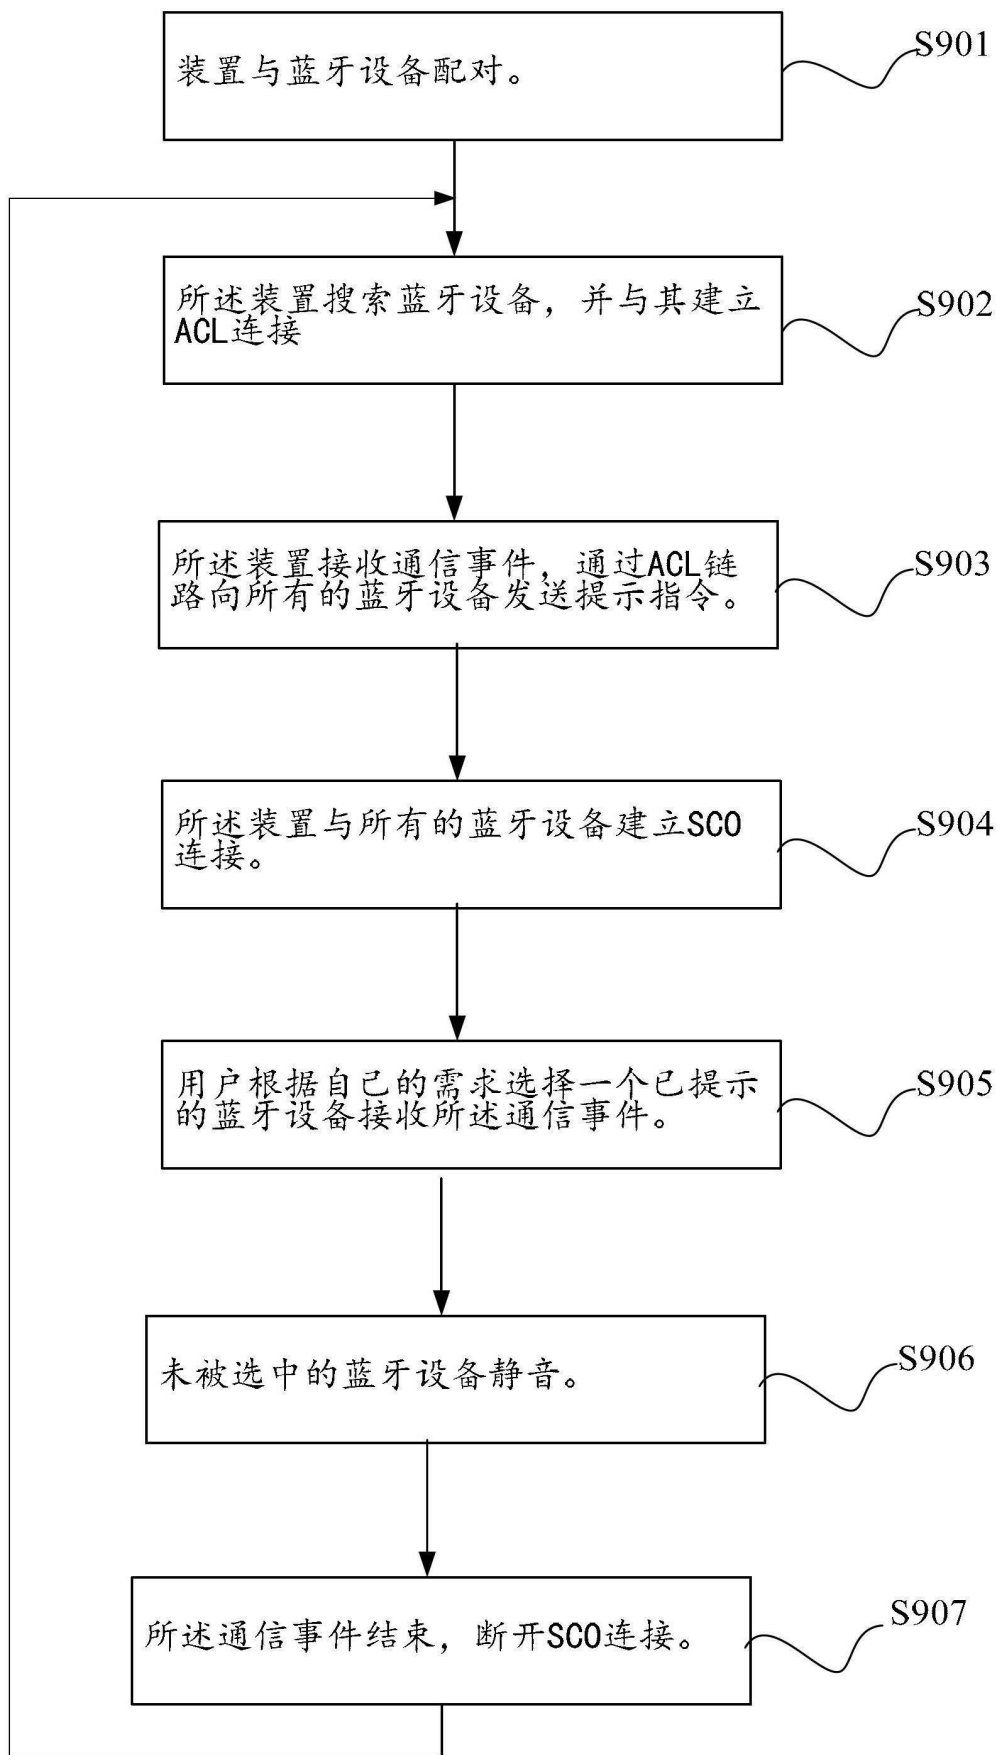 装置与蓝牙设备配对。
S901
所述装置搜索蓝牙设备，并与其建立
ACL连接
S902
所述装置接收通信事件，通过ACL链
路向所有的蓝牙设备发送提示指令。
S903
所述装置与所有的蓝牙设备建立SCO
连接。
S904
用户根据自己的需求选择一个已提示
的蓝牙设备接收所述通信事件。
S905
未被选中的蓝牙设备静音。
S906
所述通信事件结束，断开SCO连接。
S907